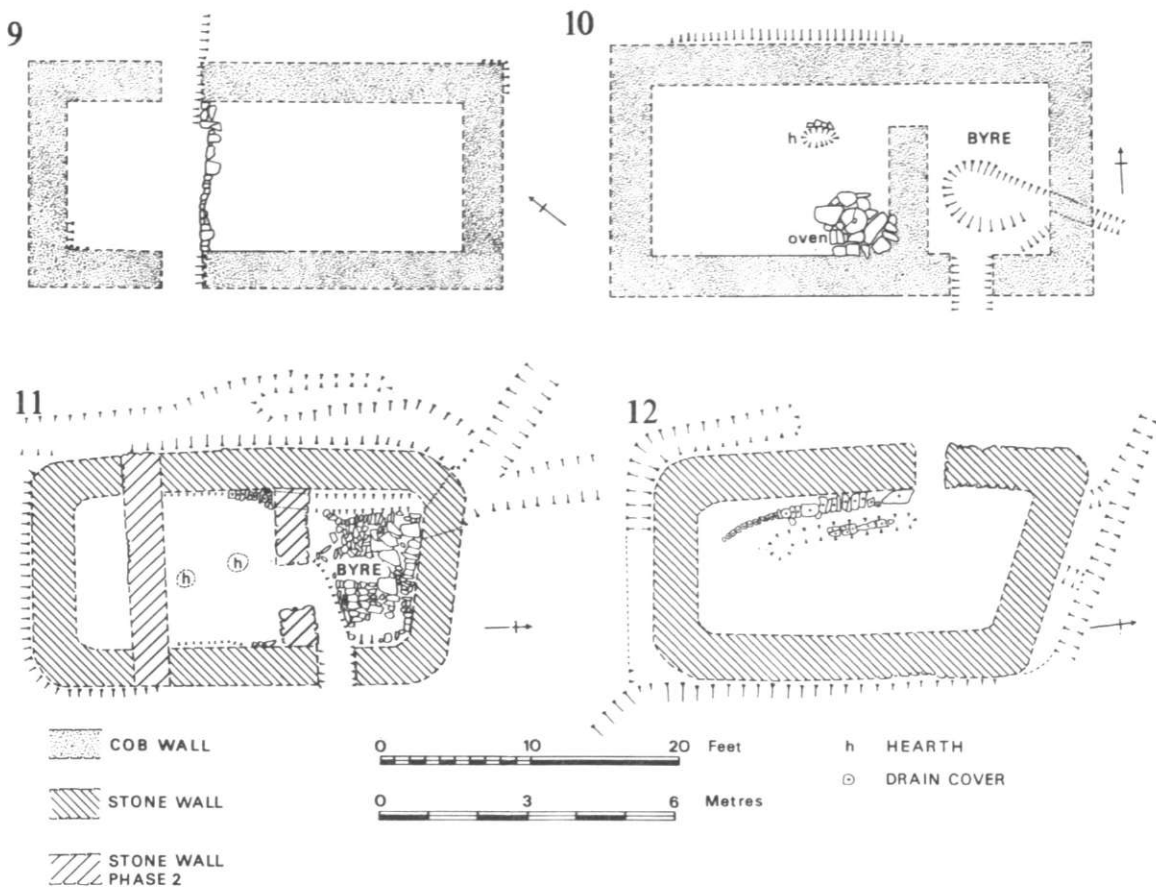 9
10
h
BYRE
oven
11
12
h
h
BYRE
COB WALL
STONE WALL
STONE WALL
PHASE 2
0 10 20 Feet
0 3 6 Metres
h HEARTH
DRAIN COVER